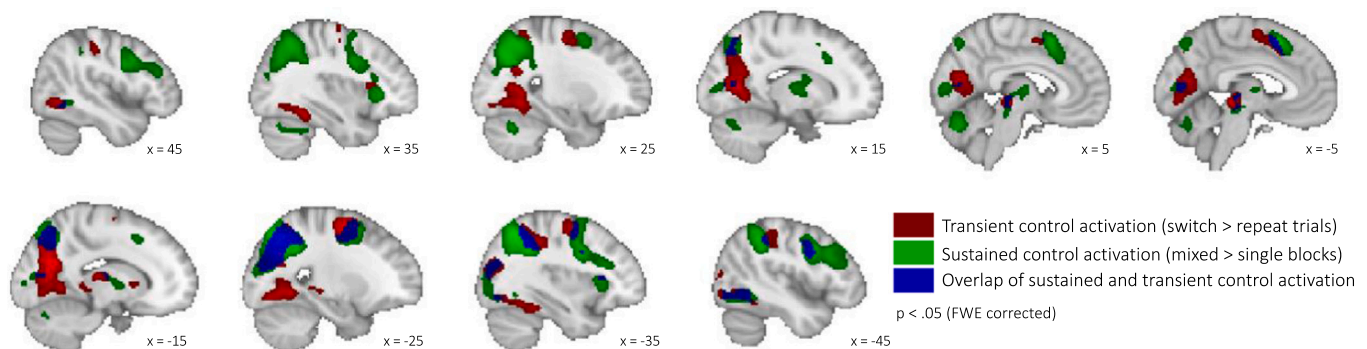 x = 45
x = 35
x = 25
x = 15
x = 5
x = -5
x = -15
x = -25
x = -35
x = -45
Transient control activation (switch > repeat trials)
Sustained control activation (mixed > single blocks)
Overlap of sustained and transient control activation
p < .05 (FWE corrected)